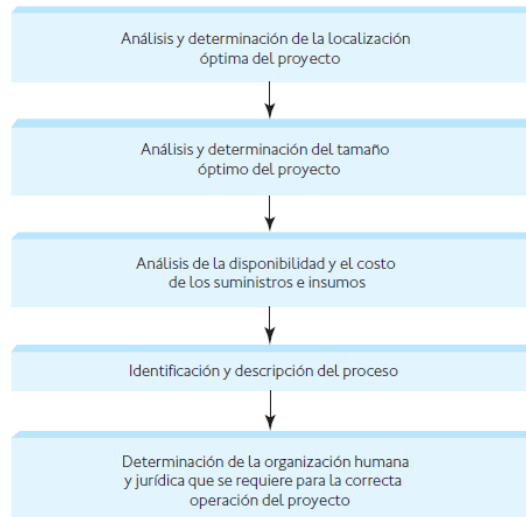 Análisis y determinación de la localización
óptima del proyecto
Análisis y determinación del tamaño
óptimo del proyecto
Análisis de la disponibilidad y el costo
de los suministros e insumos
Identificación y descripción del proceso
Determinación de la organización humana
y jurídica que se requiere para la correcta
operación del proyecto